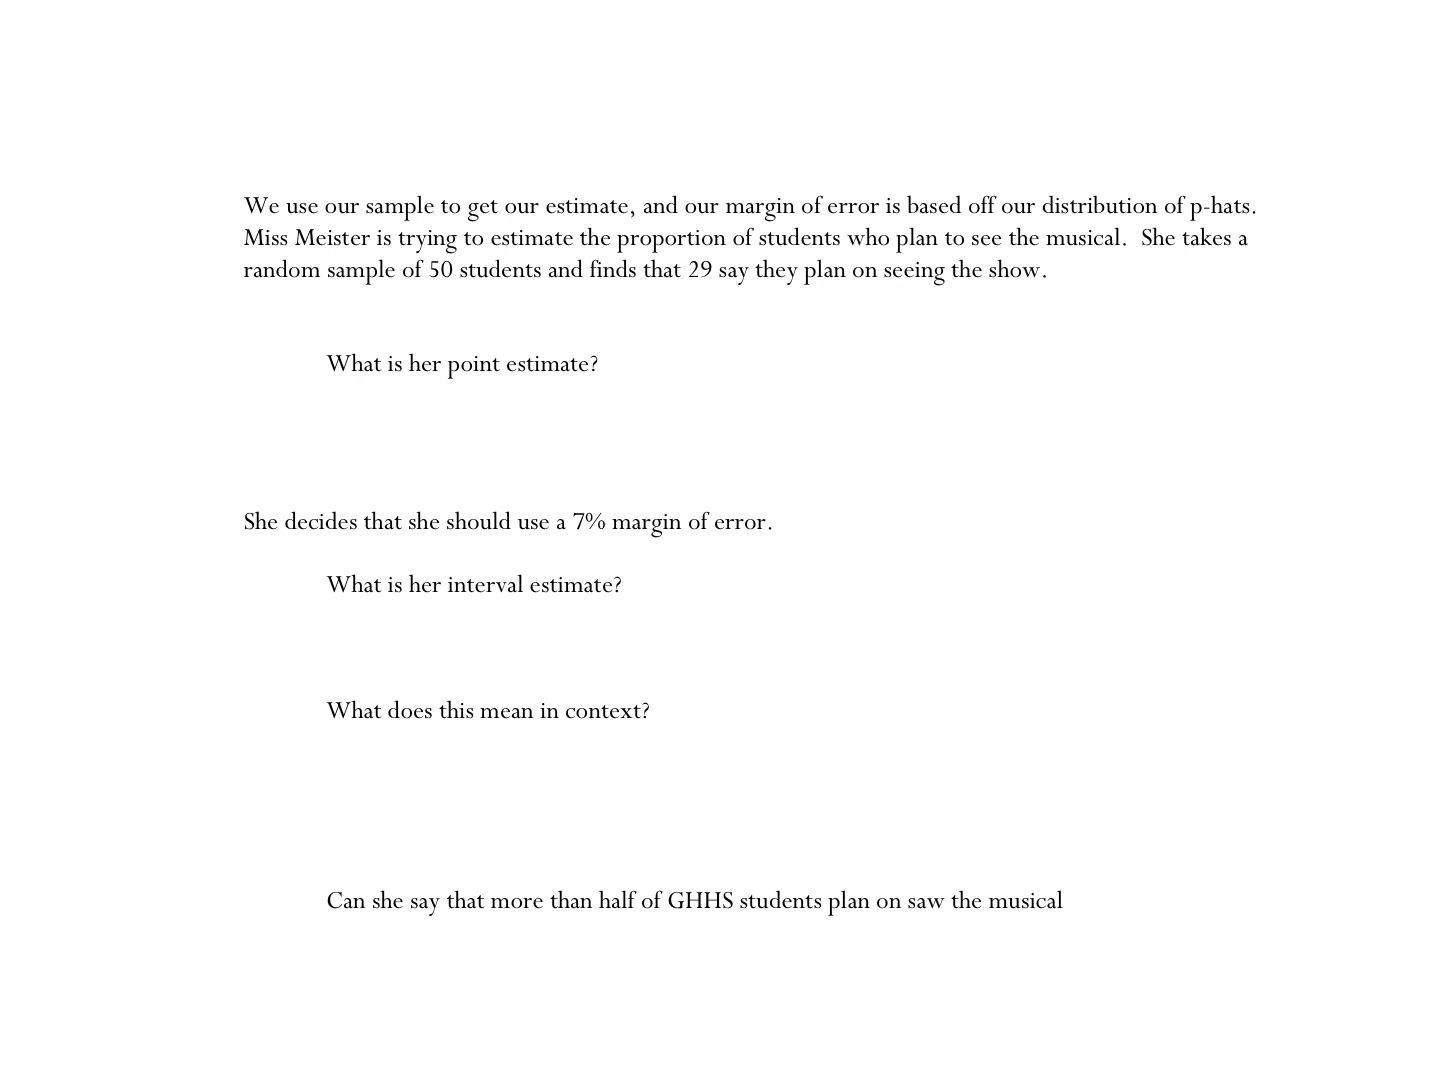 We use our sample to get our estimate, and our margin of error is based off our distribution of p-hats.
Miss Meister is trying to estimate the proportion of students who plan to see the musical.  She takes a
random sample of 50 students and finds that 29 say they plan on seeing the show.
What is her point estimate?
She decides that she should use a 7% margin of error.
What is her interval estimate?
What does this mean in context?
Can she say that more than half of GHHS students plan on saw the musical